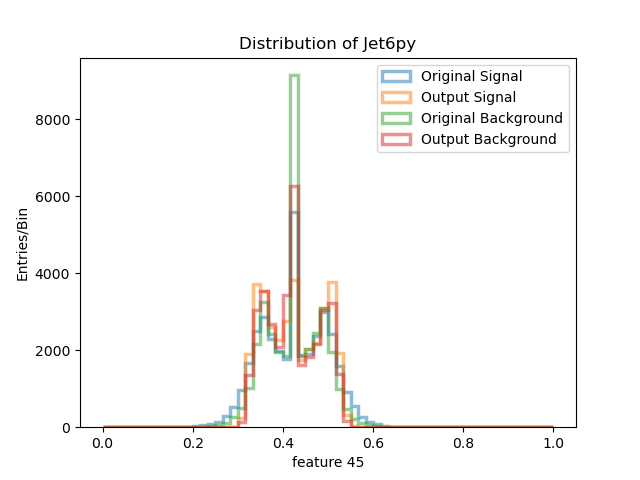 Distribution of Jet6py
Original Signal
Output Signal
Original Background
Output Background
Entries/Bin
8000
6000
4000
2000
0
0.0 0.2 0.4 0.6 0.8 1.0
feature 45